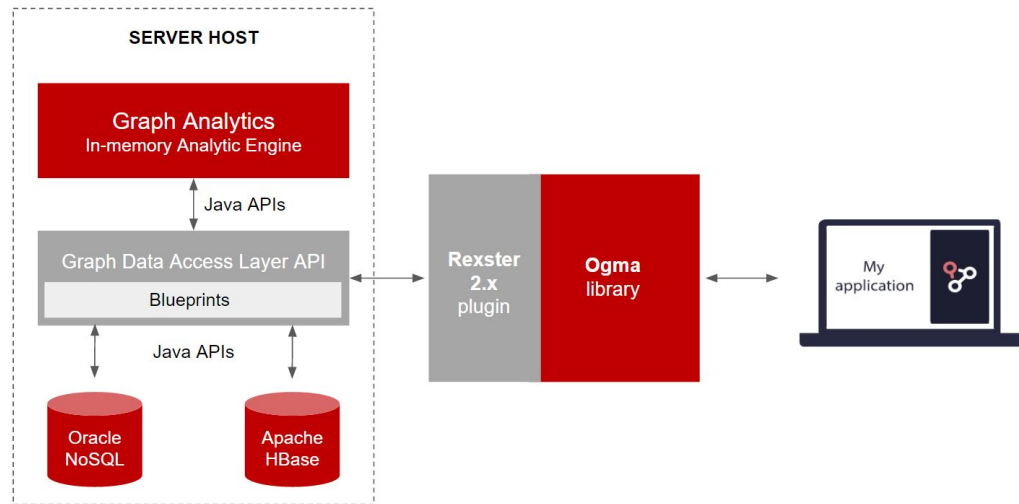 SERVER HOST
Graph Analytics
In-memory Analytic Engine
Java APIs
Graph Data Access Layer API
Blueprints
Java APIs
Oracle
NoSQL
Apache
HBase
Rexster
2.x
plugin
Ogma
library
My
application